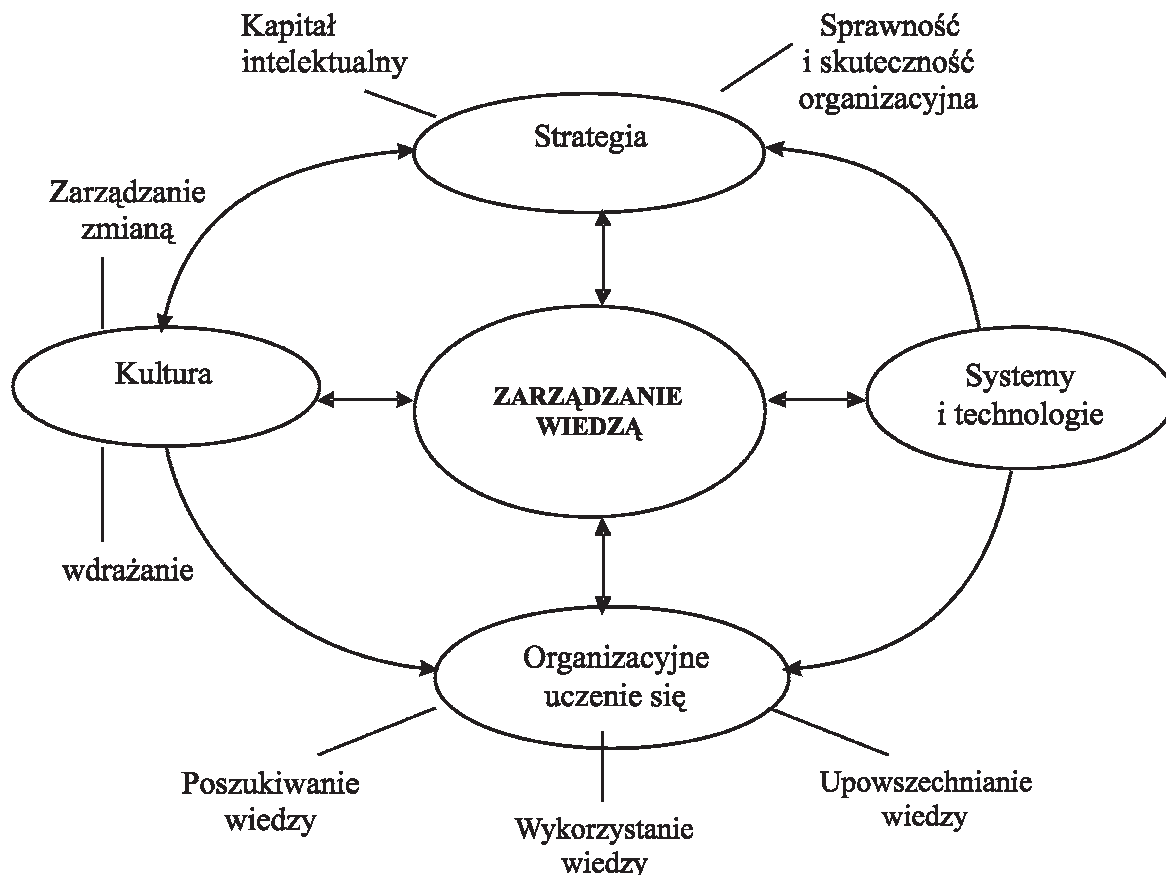 Kapitał
intelektualny
Sprawność
i skuteczność
organizacyjna
Strategia
Zarządzanie
zmianą
Kultura
ZARZĄDZANIE
WIEDZĄ
Systemy
i technologie
wdrażanie
Organizacyjne
uczenie się
Poszukiwanie
wiedzy
Wykorzystanie
wiedzy
Upowszechnianie
wiedzy